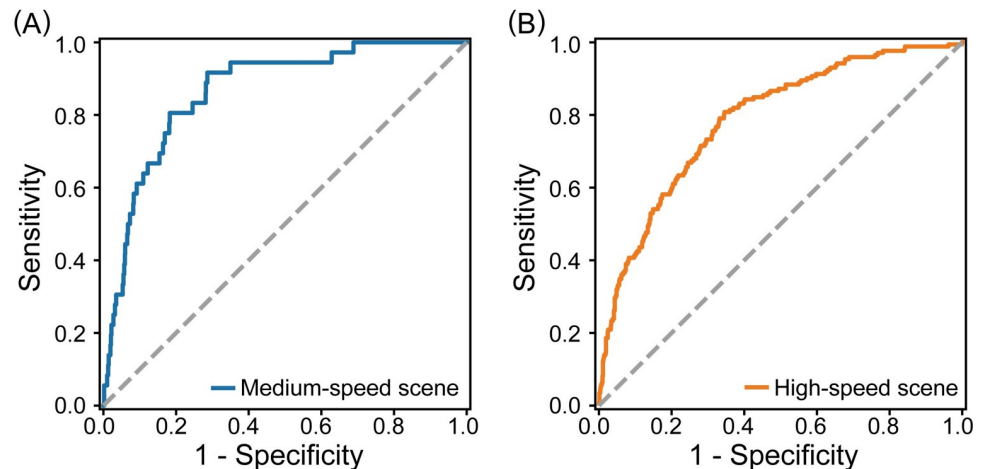 (A)
1.0
0.8
0.6
0.4
0.2
0.0
Sensitivity
Medium-speed scene
0.0 0.2 0.4 0.6 0.8 1.0
1 - Specificity
(B)
1.0
0.8
0.6
0.4
0.2
0.0
Sensitivity
High-speed scene
0.0 0.2 0.4 0.6 0.8 1.0
1 - Specificity